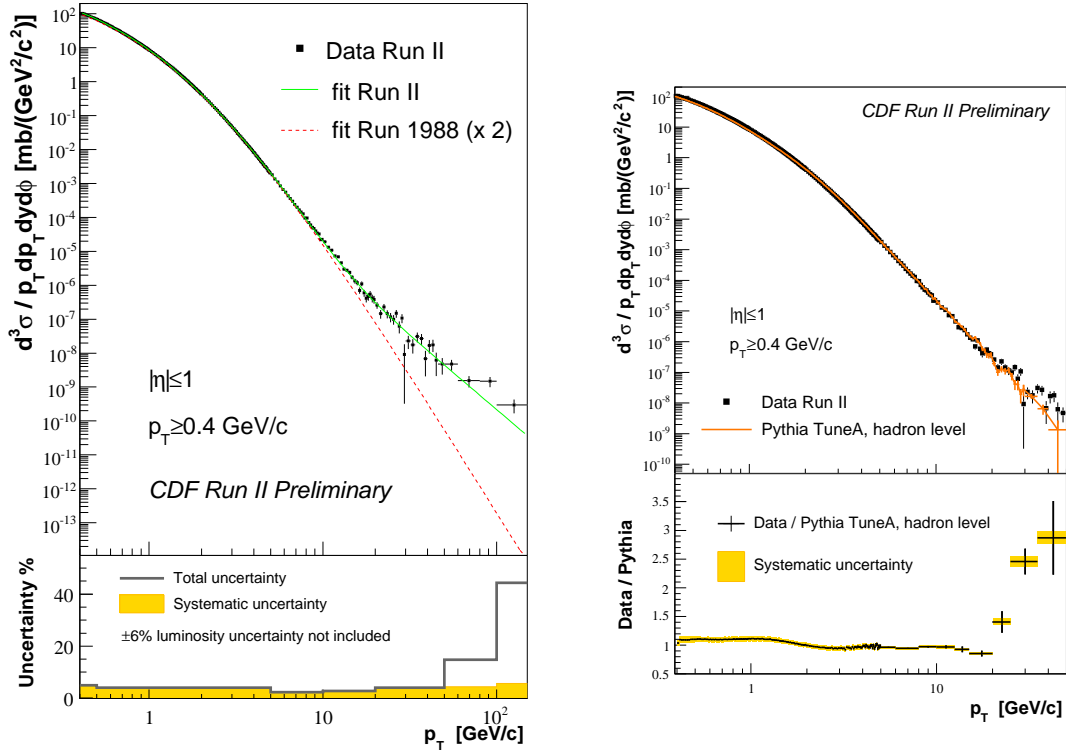 d³σ / p_T dp_T dydφ [mb/(GeV²/c²)]
10²
10
1
10⁻¹
10⁻²
10⁻³
10⁻⁴
10⁻⁵
10⁻⁶
10⁻⁷
10⁻⁸
10⁻⁹
10⁻¹⁰
10⁻¹¹
10⁻¹²
10⁻¹³
Data Run II
fit Run II
fit Run 1988 (x 2)
|η|≤1
p_T≥0.4 GeV/c
CDF Run II Preliminary
Uncertainty %
40
20
0
Total uncertainty
Systematic uncertainty
±6% luminosity uncertainty not included
1
10
10²
p_T [GeV/c]
d³σ / p_T dp_T dydφ [mb/(GeV²/c²)]
10²
10
1
10⁻¹
10⁻²
10⁻³
10⁻⁴
10⁻⁵
10⁻⁶
10⁻⁷
10⁻⁸
10⁻⁹
10⁻¹⁰
CDF Run II Preliminary
|η|≤1
p_T≥0.4 GeV/c
Data Run II
Pythia TuneA, hadron level
Data / Pythia
3.5
3
2.5
2
1.5
1
0.5
Data / Pythia TuneA, hadron level
Systematic uncertainty
1
10
p_T [GeV/c]